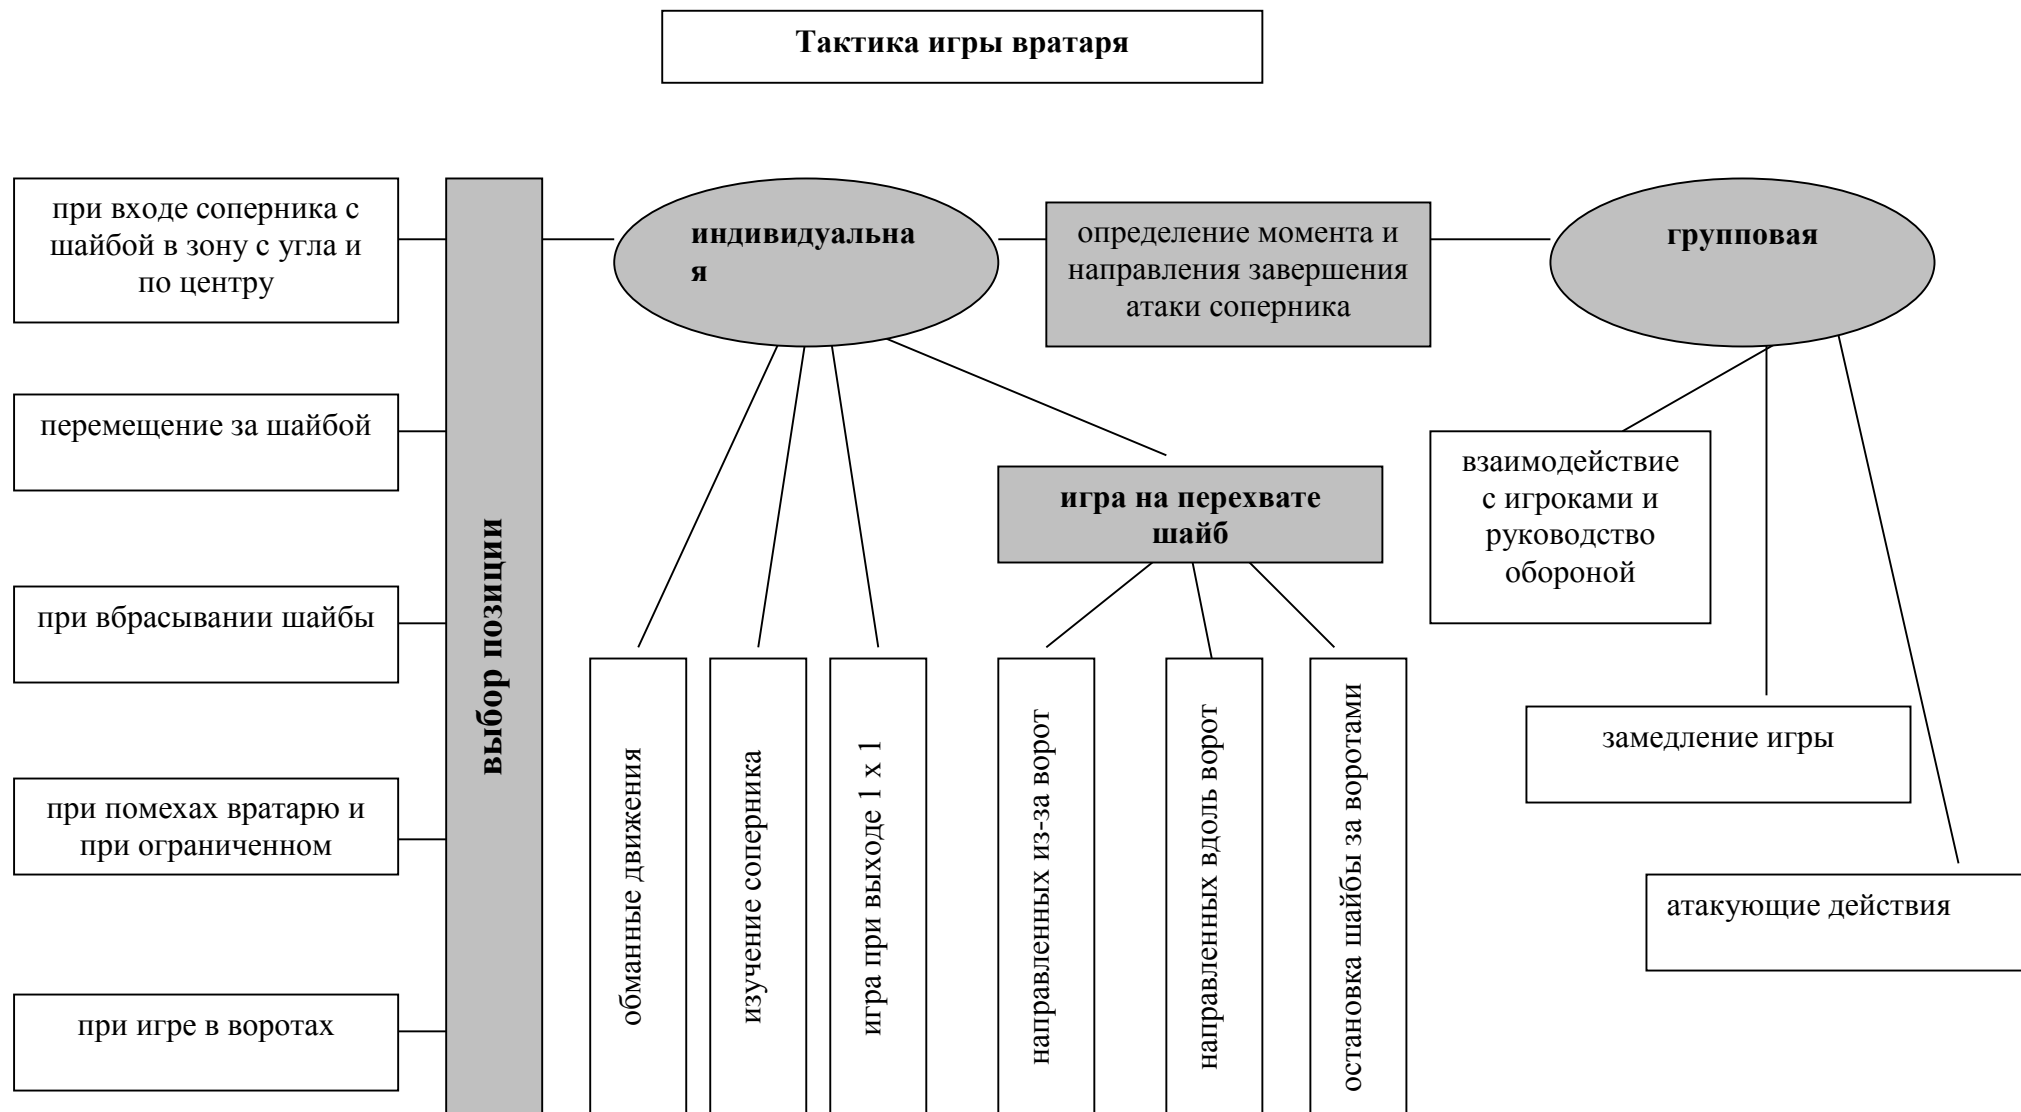 Тактика игры вратаря
при входе соперника с
шайбой в зону с угла и
по центру
индивидуальна
я
определение момента и
направления завершения
атаки соперника
групповая
перемещение за шайбой
при вбрасывании шайбы
при помехах вратарю и
при ограниченном
при игре в воротах
выбор позиции
игра на перехвате
шайб
взаимодействие
с игроками и
руководство
обороной
замедление игры
атакующие действия
обманные движения
изучение соперника
игра при выходе 1 х 1
направленных из-за ворот
направленных вдоль ворот
остановка шайбы за воротами